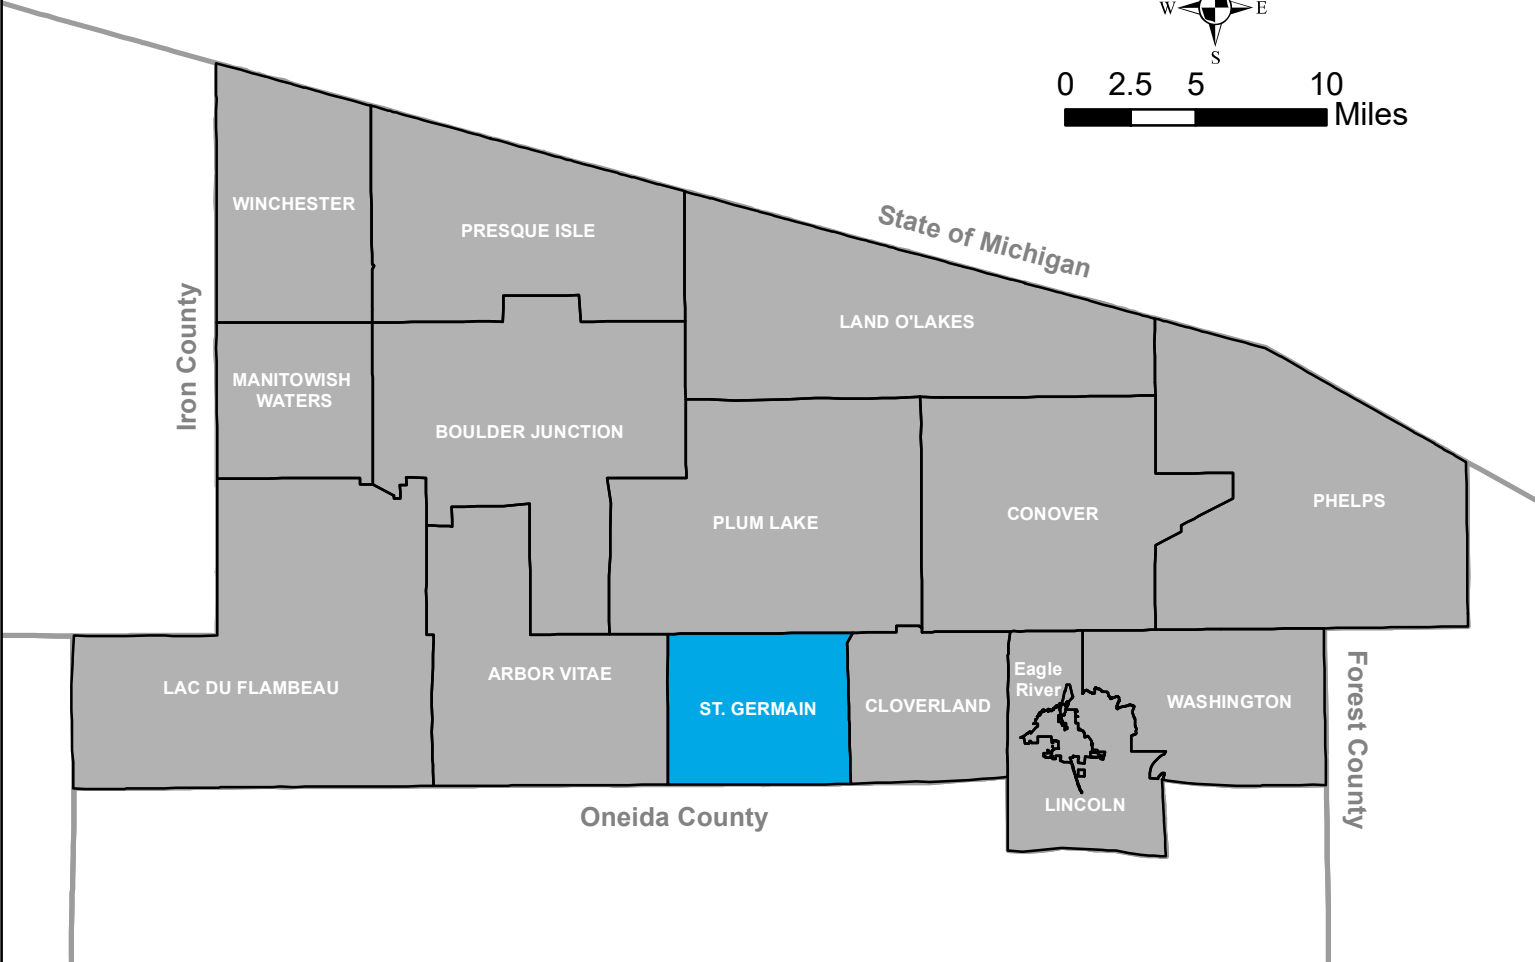 W E
S
0 2.5 5 10
Miles
State of Michigan
WINCHESTER
PRESQUE ISLE
LAND O'LAKES
Iron County
MANITOWISH
WATERS
BOULDER JUNCTION
PLUM LAKE
CONOVER
PHELPS
LAC DU FLAMBEAU
ARBOR VITAE
ST. GERMAIN
CLOVERLAND
Eagle
River
WASHINGTON
Forest County
LINCOLN
Oneida County